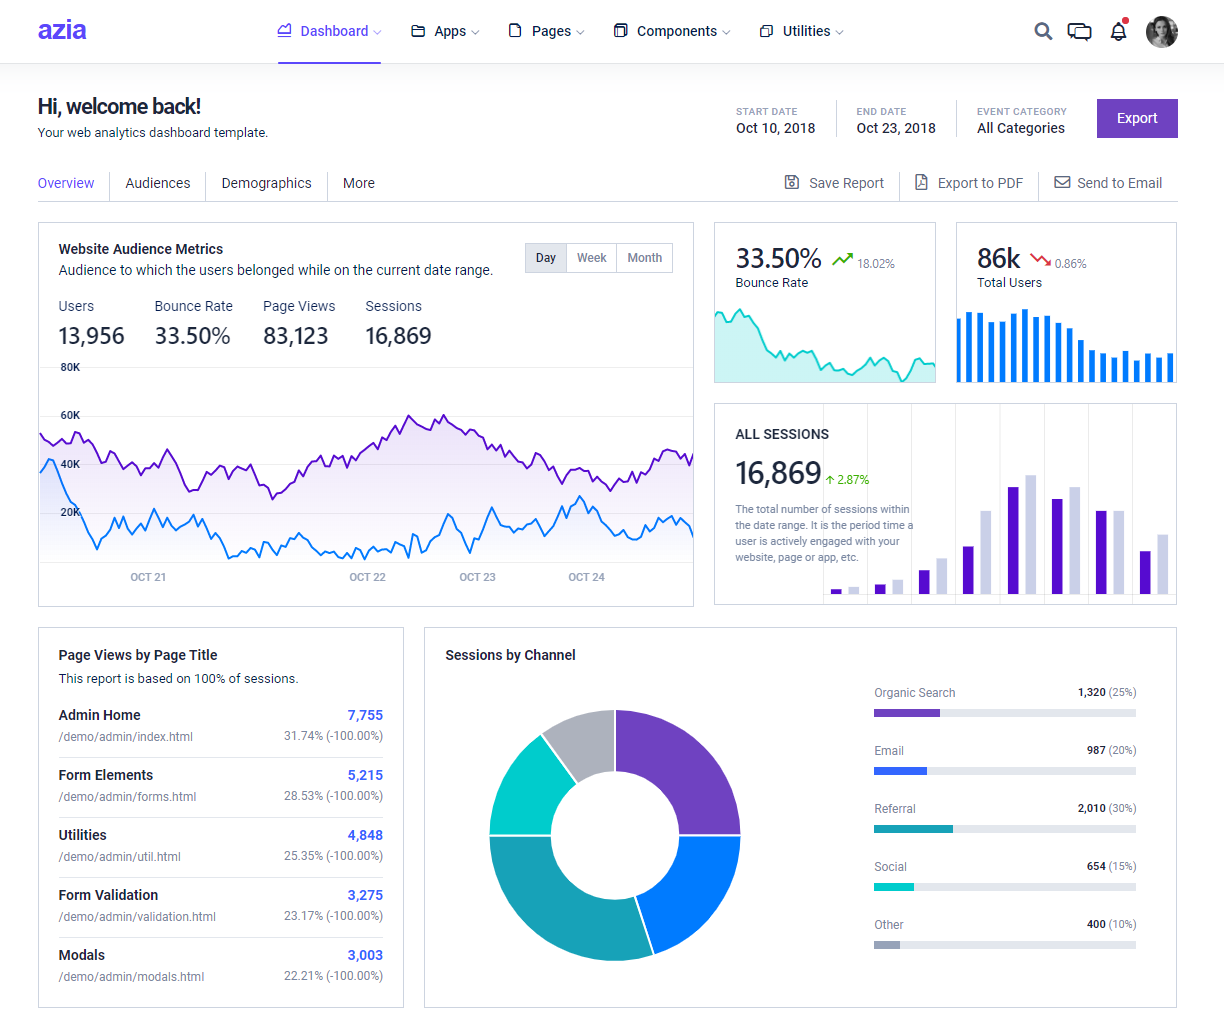 azia
Dashboard Apps Pages Components Utilities
Hi, welcome back!
Your web analytics dashboard template.
START DATE
Oct 10, 2018
END DATE
Oct 23, 2018
EVENT CATEGORY
All Categories
Export
Overview Audiences Demographics More
Save Report Export to PDF Send to Email
Website Audience Metrics
Audience to which the users belonged while on the current date range.
Day Week Month
Users Bounce Rate Page Views Sessions
13,956 33.50% 83,123 16,869
80K
60K
40K
20K
OCT 21 OCT 22 OCT 23 OCT 24
33.50% 18.02%
Bounce Rate
86k 0.86%
Total Users
ALL SESSIONS
16,869 2.87%
The total number of sessions within
the date range. It is the period time a
user is actively engaged with your
website, page or app, etc.
Page Views by Page Title
This report is based on 100% of sessions.
Admin Home 7,755
/demo/admin/index.html 31.74% (-100.00%)
Form Elements 5,215
/demo/admin/forms.html 28.53% (-100.00%)
Utilities 4,848
/demo/admin/util.html 25.35% (-100.00%)
Form Validation 3,275
/demo/admin/validation.html 23.17% (-100.00%)
Modals 3,003
/demo/admin/modals.html 22.21% (-100.00%)
Sessions by Channel
Organic Search 1,320 (25%)
Email 987 (20%)
Referral 2,010 (30%)
Social 654 (15%)
Other 400 (10%)